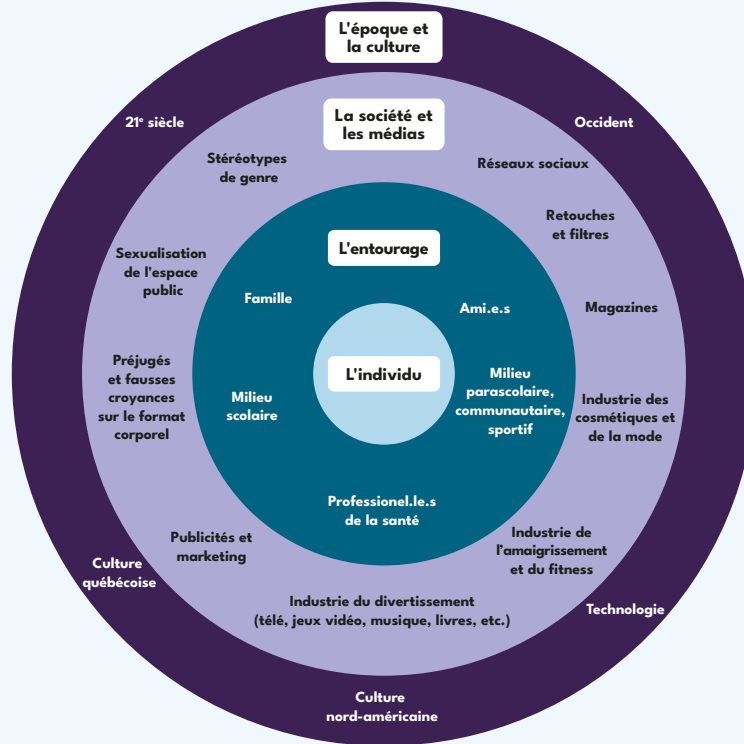 L'époque et
la culture
21e siècle
Occident
La société et
les médias
Stéréotypes
de genre
Réseaux sociaux
Retouches
et filtres
Sexualisation
de l'espace
public
Magazines
Préjugés
et fausses
croyances
sur le format
corporel
Industrie des
cosmétiques et
de la mode
Publicités et
marketing
Industrie de
l'amaigrissement
et du fitness
Industrie du divertissement
(télé, jeux vidéo, musique, livres, etc.)
L'entourage
Famille
Ami.e.s
Milieu
scolaire
Milieu
parascolaire,
communautaire,
sportif
Professionel.le.s
de la santé
L'individu
Culture
québécoise
Technologie
Culture
nord-américaine